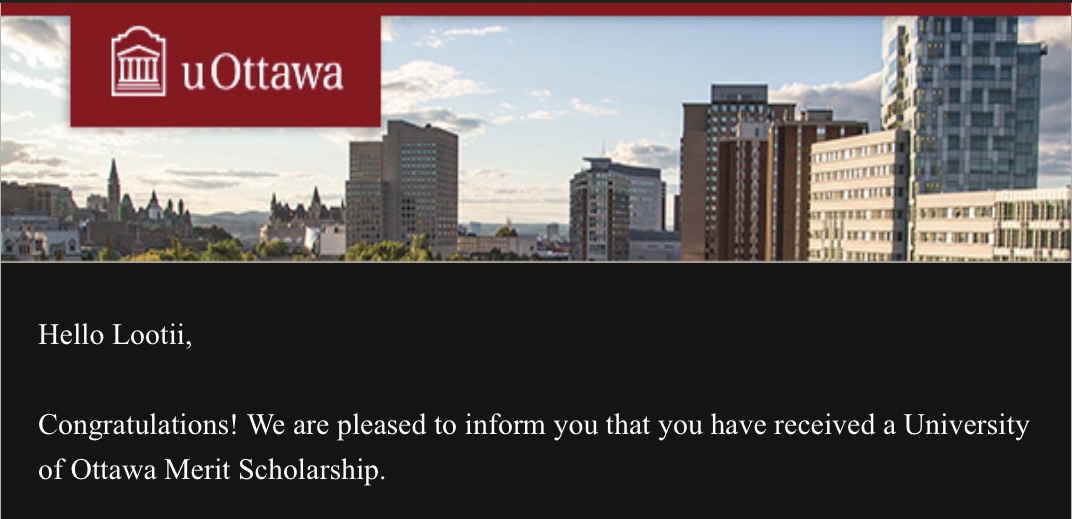 uOttawa
Hello Lootii,
Congratulations! We are pleased to inform you that you have received a University
of Ottawa Merit Scholarship.